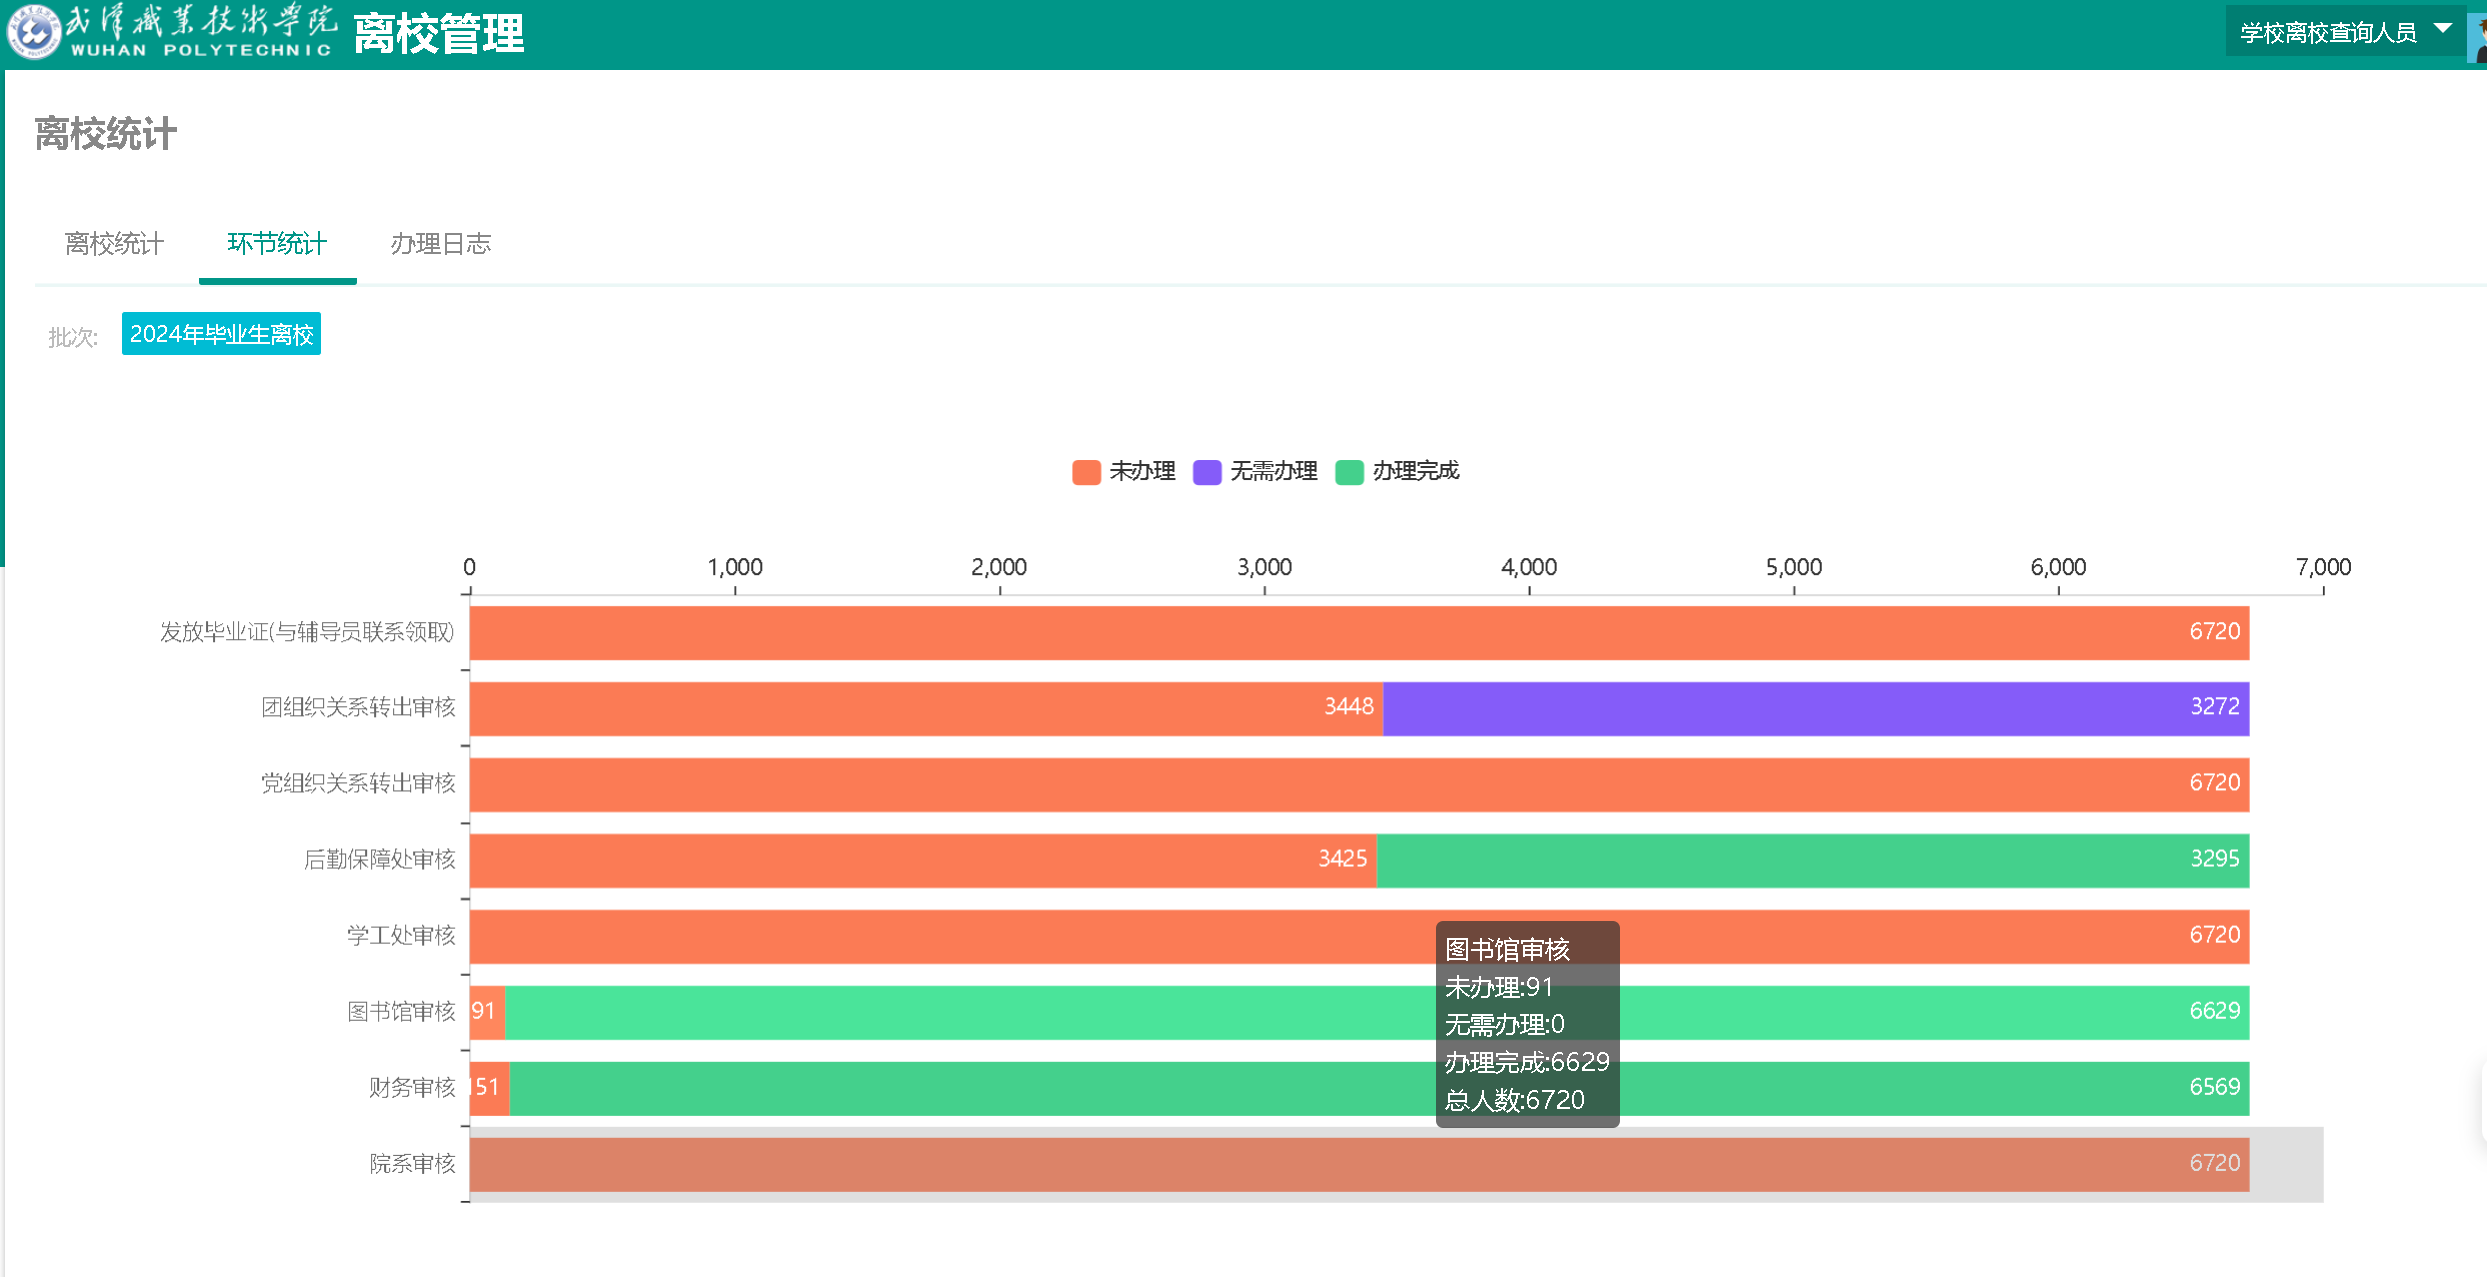 武漢職業技術學院
WUHAN POLYTECHNIC
离校管理
学校离校查询人员
离校统计
离校统计 环节统计 办理日志
批次: 2024年毕业生离校
未办理 无需办理 办理完成
0 1,000 2,000 3,000 4,000 5,000 6,000 7,000
发放毕业证(与辅导员联系领取) 6720
团组织关系转出审核 3448 3272
党组织关系转出审核 6720
后勤保障处审核 3425 3295
学工处审核 6720
图书馆审核 91 6629
财务审核 151 6569
院系审核 6720
图书馆审核
未办理:91
无需办理:0
办理完成:6629
总人数:6720